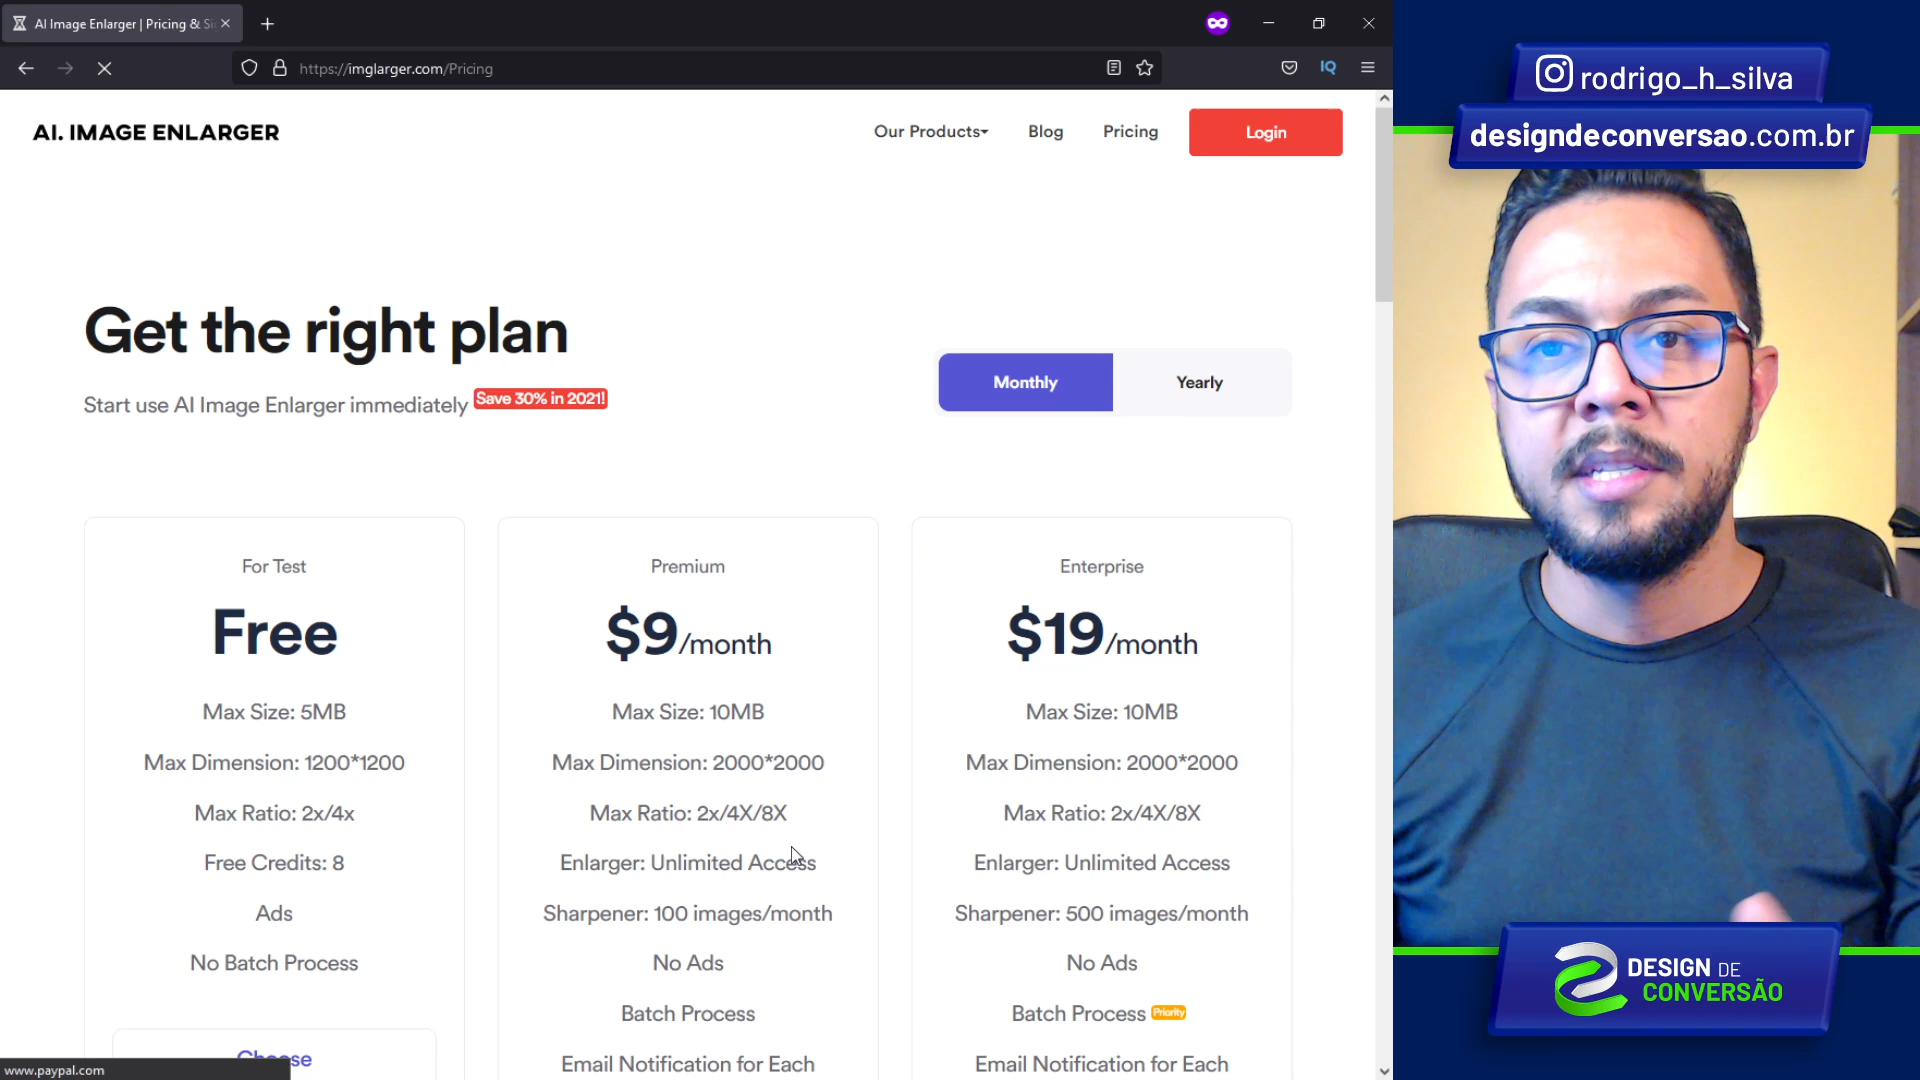 AI Image Enlarger | Pricing & Si
https://imglarger.com/Pricing
IQ
AI. IMAGE ENLARGER
Our Products
Blog
Pricing
Login
Get the right plan
Start use AI Image Enlarger immediately
Save 30% in 2021!
Monthly
Yearly
For Test
Free
Max Size: 5MB
Max Dimension: 1200*1200
Max Ratio: 2x/4x
Free Credits: 8
Ads
No Batch Process
Choose
Premium
$9/month
Max Size: 10MB
Max Dimension: 2000*2000
Max Ratio: 2x/4X/8X
Enlarger: Unlimited Access
Sharpener: 100 images/month
No Ads
Batch Process
Email Notification for Each
Enterprise
$19/month
Max Size: 10MB
Max Dimension: 2000*2000
Max Ratio: 2x/4X/8X
Enlarger: Unlimited Access
Sharpener: 500 images/month
No Ads
Batch Process Priority
Email Notification for Each
www.paypal.com
rodrigo_h_silva
designdeconversao.com.br
DESIGN DE
CONVERSÃO